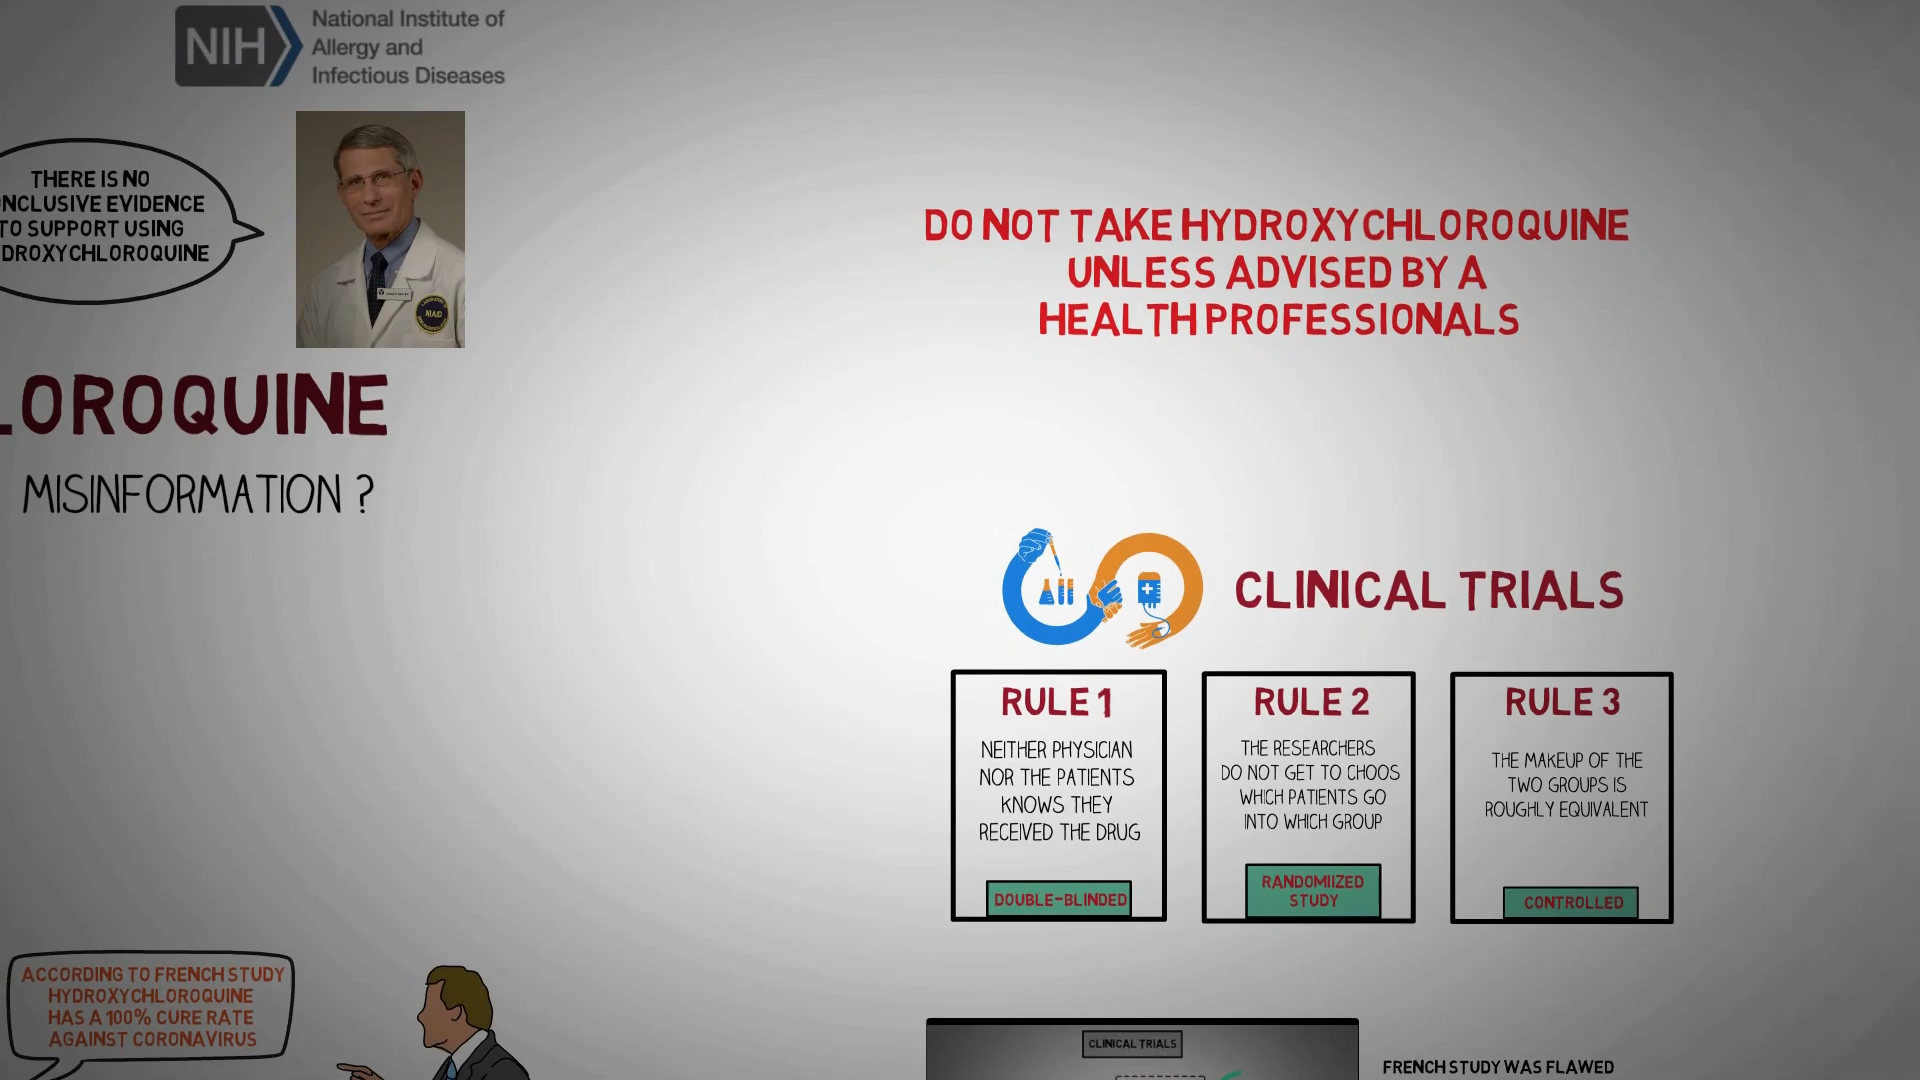 NIH
National Institute of
Allergy and
Infectious Diseases
THERE IS NO
NCLUSIVE EVIDENCE
TO SUPPORT USING
DROXYCHLOROQUINE
NIAID
LOROQUINE
MISINFORMATION ?
DO NOT TAKE HYDROXYCHLOROQUINE
UNLESS ADVISED BY A
HEALTH PROFESSIONALS
CLINICAL TRIALS
RULE 1
NEITHER PHYSICIAN
NOR THE PATIENTS
KNOWS THEY
RECEIVED THE DRUG
DOUBLE-BLINDED
RULE 2
THE RESEARCHERS
DO NOT GET TO CHOOS
WHICH PATIENTS GO
INTO WHICH GROUP
RANDOMIIZED
STUDY
RULE 3
THE MAKEUP OF THE
TWO GROUPS IS
ROUGHLY EQUIVALENT
CONTROLLED
ACCORDING TO FRENCH STUDY
HYDROXYCHLOROQUINE
HAS A 100% CURE RATE
AGAINST CORONAVIRUS
CLINICAL TRIALS
FRENCH STUDY WAS FLAWED